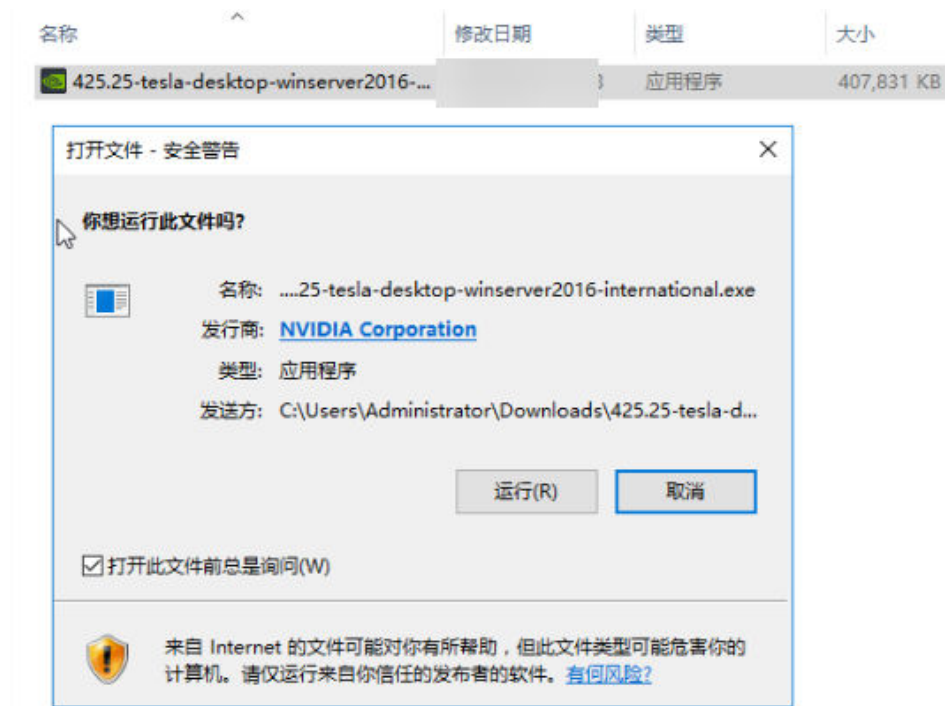 名称 修改日期 类型 大小
425.25-tesla-desktop-winserver2016-... 应用程序 407,831 KB
打开文件 - 安全警告
你想运行此文件吗?
名称: ....25-tesla-desktop-winserver2016-international.exe
发行商: NVIDIA Corporation
类型: 应用程序
发送方: C:\Users\Administrator\Downloads\425.25-tesla-d...
运行(R) 取消
打开此文件前总是询问(W)
来自 Internet 的文件可能对你有所帮助，但此文件类型可能危害你的
计算机。请仅运行来自你信任的发布者的软件。有何风险?